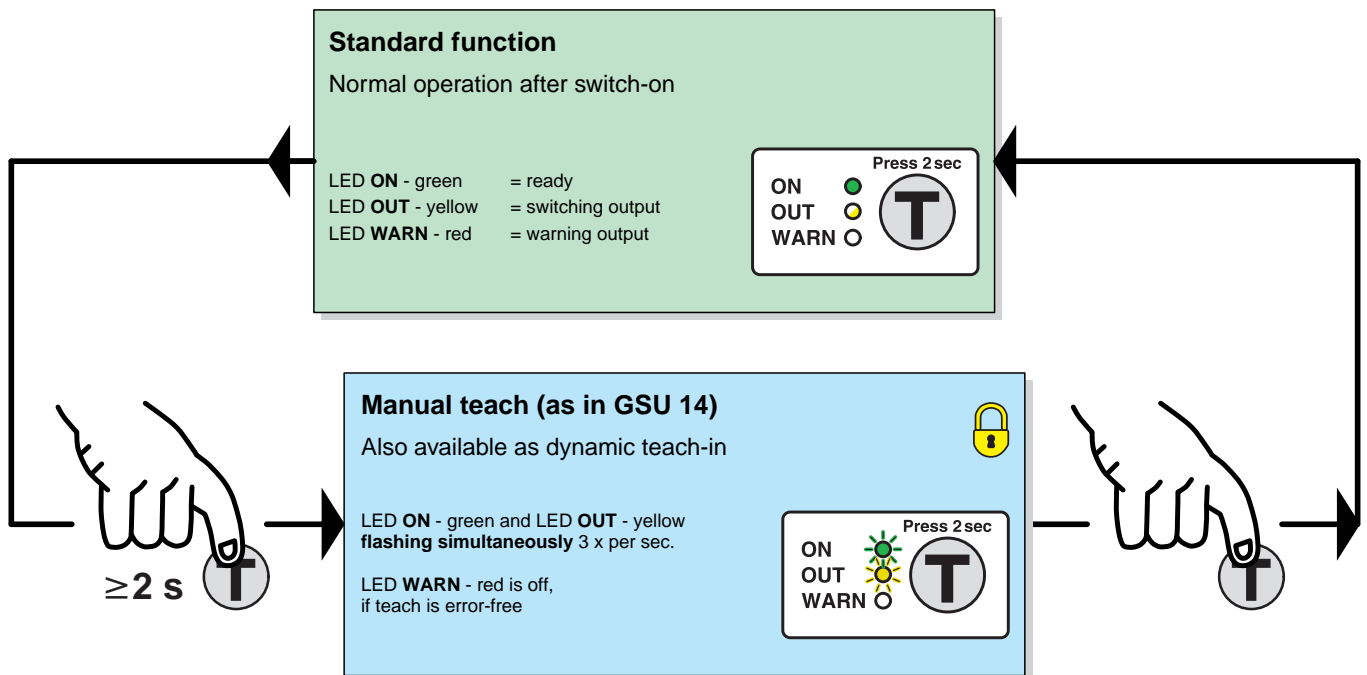 Standard function
Normal operation after switch-on
LED ON - green = ready
LED OUT - yellow = switching output
LED WARN - red = warning output
Press 2 sec
ON
OUT
WARN
T
Manual teach (as in GSU 14)
Also available as dynamic teach-in
LED ON - green and LED OUT - yellow
flashing simultaneously 3 x per sec.
LED WARN - red is off,
if teach is error-free
Press 2 sec
ON
OUT
WARN
T
≥2 s
T
T